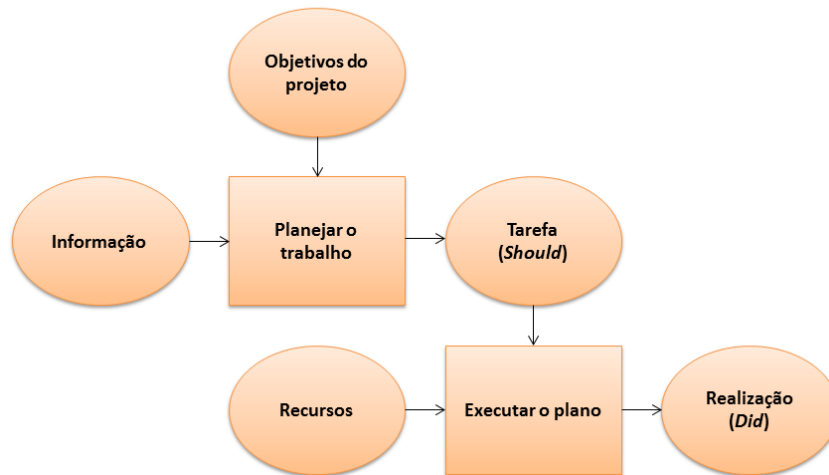 Objetivos do
projeto
Informação
Planejar o
trabalho
Tarefa
(Should)
Recursos
Executar o plano
Realização
(Did)